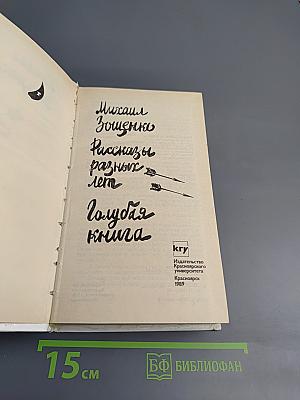 Михаил
Зощенко
Рассказы
разных
лет
Голубая
книга
кгу
Издательство
Красноярского
университета
Красноярск
1989
15 см
БФ БИБЛИОФАН